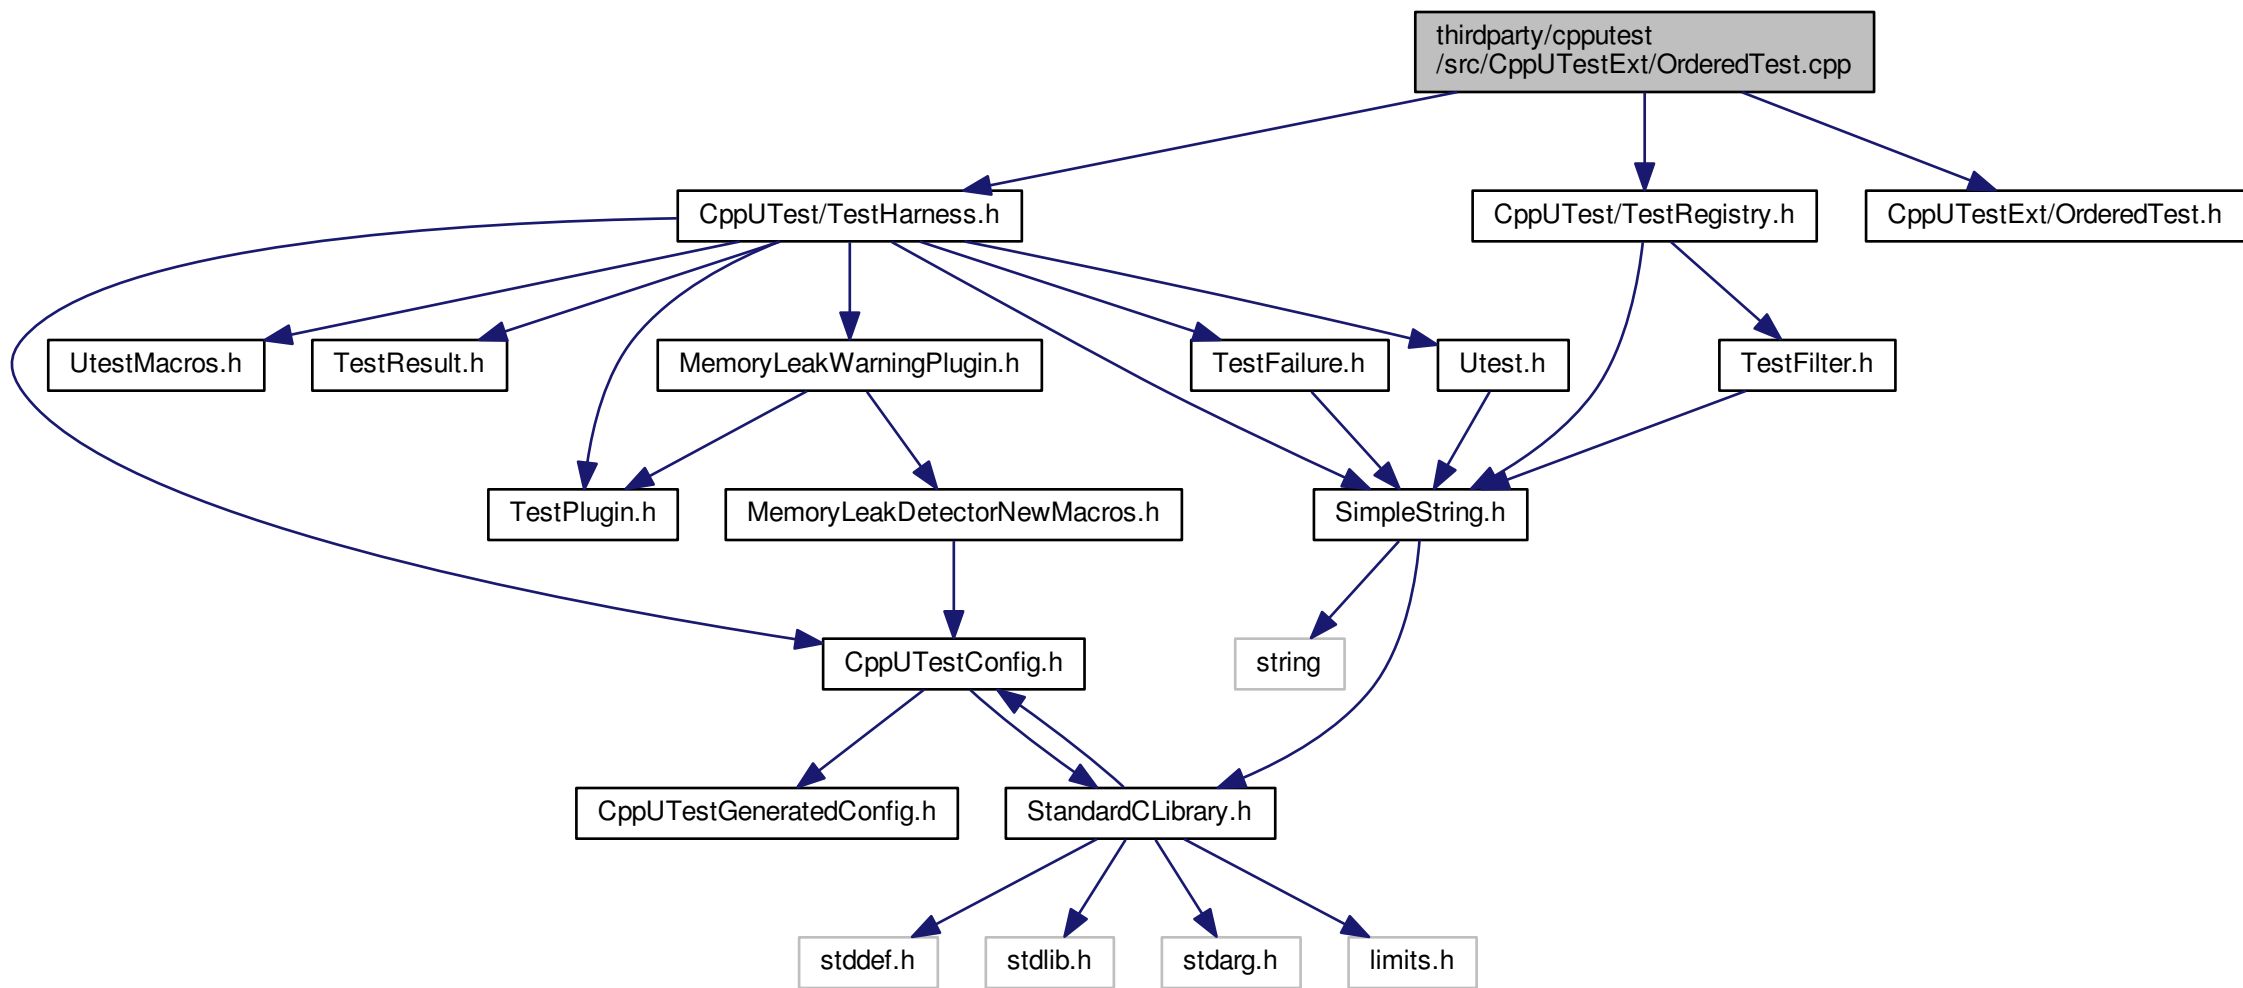 thirdparty/cpputest
/src/CppUTestExt/OrderedTest.cpp
CppUTest/TestHarness.h
CppUTest/TestRegistry.h
CppUTestExt/OrderedTest.h
UtestMacros.h
TestResult.h
MemoryLeakWarningPlugin.h
TestFailure.h
Utest.h
TestFilter.h
TestPlugin.h
MemoryLeakDetectorNewMacros.h
SimpleString.h
CppUTestConfig.h
string
CppUTestGeneratedConfig.h
StandardCLibrary.h
stddef.h
stdlib.h
stdarg.h
limits.h